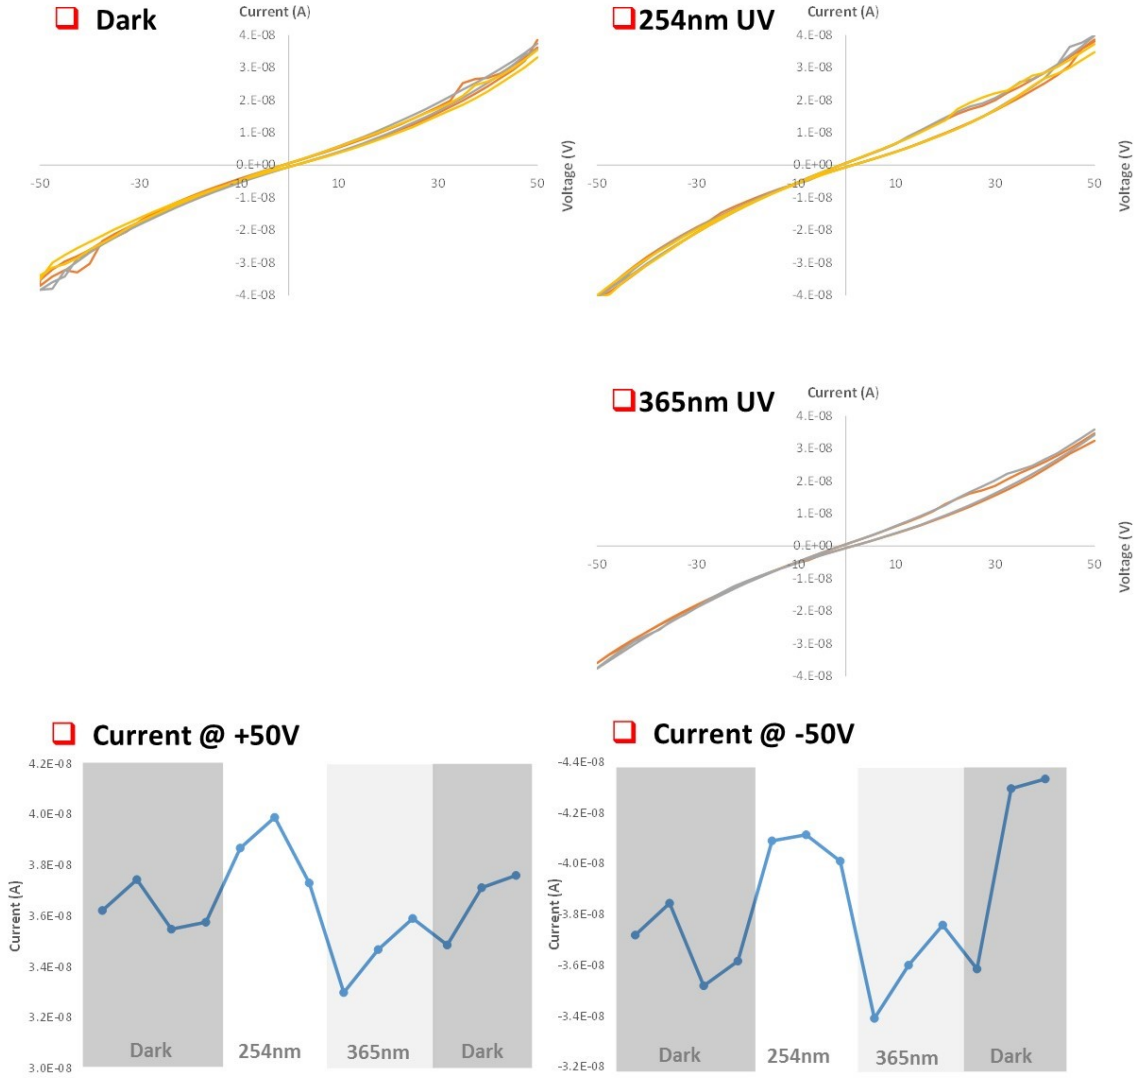 Dark
Current (A)
4.E-08
3.E-08
2.E-08
1.E-08
0.E+00
-50 -30 -10 10 30 50
-1.E-08
-2.E-08
-3.E-08
-4.E-08
Voltage (V)
254nm UV
Current (A)
4.E-08
3.E-08
2.E-08
1.E-08
0.E+00
-50 -30 -10 10 30 50
-1.E-08
-2.E-08
-3.E-08
-4.E-08
Voltage (V)
365nm UV
Current (A)
4.E-08
3.E-08
2.E-08
1.E-08
0.E+00
-50 -30 -10 10 30 50
-1.E-08
-2.E-08
-3.E-08
-4.E-08
Voltage (V)
Current @ +50V
4.2E-08
4.0E-08
3.8E-08
3.6E-08
3.4E-08
3.2E-08
3.0E-08
Current (A)
Dark 254nm 365nm Dark
Current @ -50V
-4.4E-08
-4.2E-08
-4.0E-08
-3.8E-08
-3.6E-08
-3.4E-08
-3.2E-08
Current (A)
Dark 254nm 365nm Dark